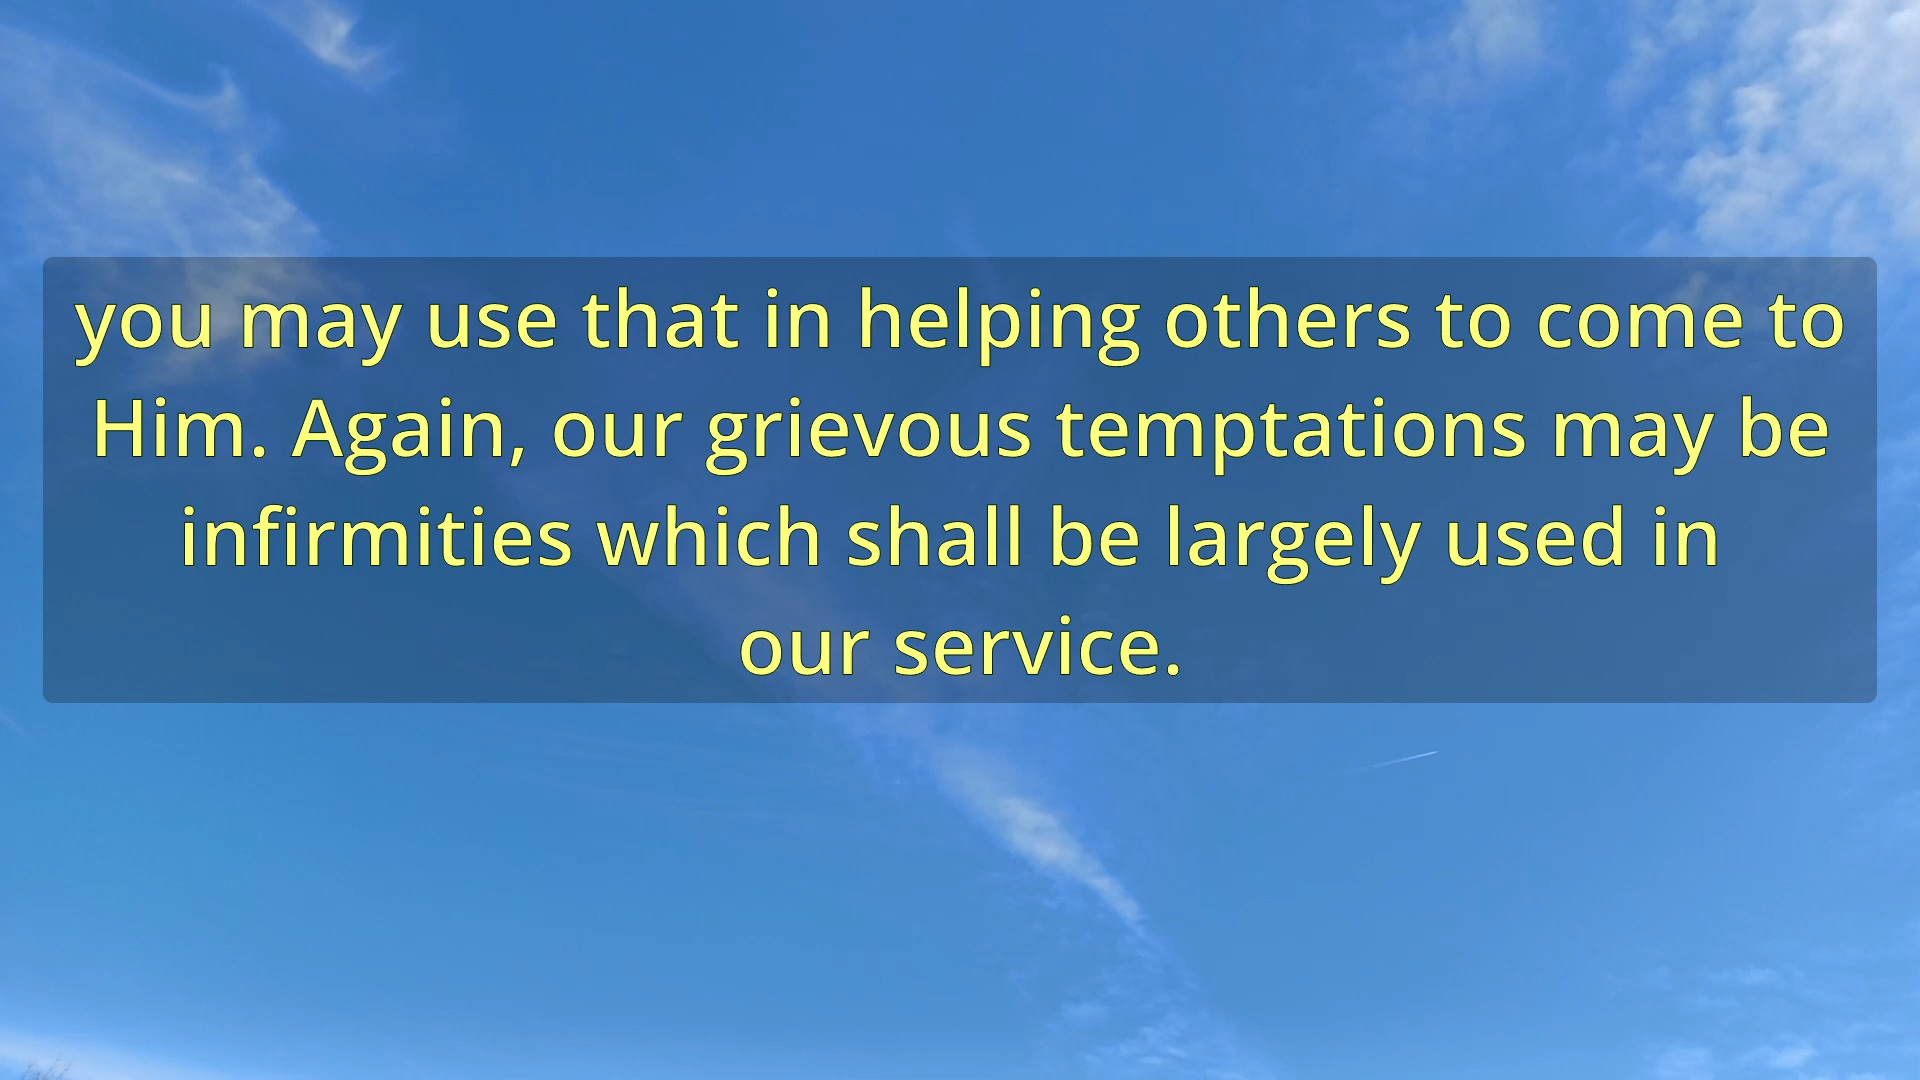 you may use that in helping others to come to
Him. Again, our grievous temptations may be
infirmities which shall be largely used in
our service.